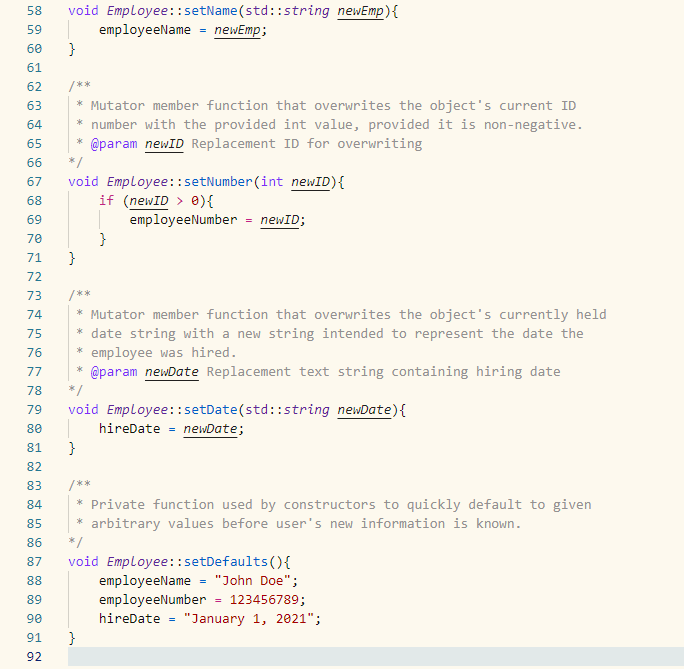 58 void Employee::setName(std::string newEmp){
59 employeeName = newEmp;
60 }
61
62 /**
63 * Mutator member function that overwrites the object's current ID
64 * number with the provided int value, provided it is non-negative.
65 * @param newID Replacement ID for overwriting
66 */
67 void Employee::setNumber(int newID){
68 if (newID > 0){
69 employeeNumber = newID;
70 }
71 }
72
73 /**
74 * Mutator member function that overwrites the object's currently held
75 * date string with a new string intended to represent the date the
76 * employee was hired.
77 * @param newDate Replacement text string containing hiring date
78 */
79 void Employee::setDate(std::string newDate){
80 hireDate = newDate;
81 }
82
83 /**
84 * Private function used by constructors to quickly default to given
85 * arbitrary values before user's new information is known.
86 */
87 void Employee::setDefaults(){
88 employeeName = "John Doe";
89 employeeNumber = 123456789;
90 hireDate = "January 1, 2021";
91 }
92